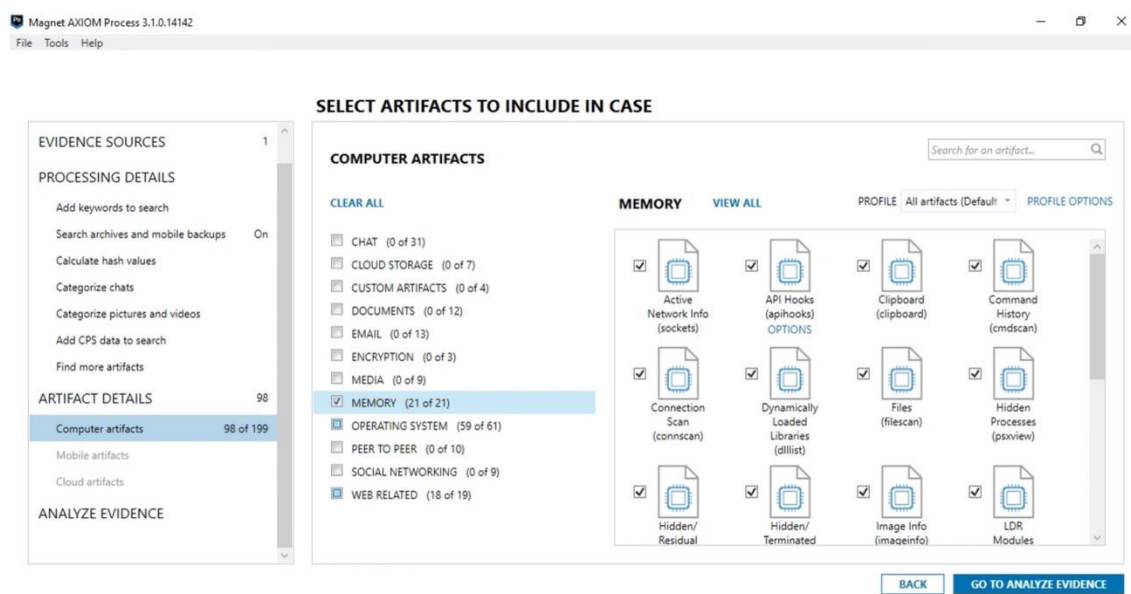 Magnet AXIOM Process 3.1.0.14142
File Tools Help
SELECT ARTIFACTS TO INCLUDE IN CASE
EVIDENCE SOURCES 1
PROCESSING DETAILS
Add keywords to search
Search archives and mobile backups On
Calculate hash values
Categorize chats
Categorize pictures and videos
Add CPS data to search
Find more artifacts
ARTIFACT DETAILS 98
Computer artifacts 98 of 199
Mobile artifacts
Cloud artifacts
ANALYZE EVIDENCE
COMPUTER ARTIFACTS
Search for an artifact...
CLEAR ALL
CHAT (0 of 31)
CLOUD STORAGE (0 of 7)
CUSTOM ARTIFACTS (0 of 4)
DOCUMENTS (0 of 12)
EMAIL (0 of 13)
ENCRYPTION (0 of 3)
MEDIA (0 of 9)
MEMORY (21 of 21)
OPERATING SYSTEM (59 of 61)
PEER TO PEER (0 of 10)
SOCIAL NETWORKING (0 of 9)
WEB RELATED (18 of 19)
MEMORY VIEW ALL
PROFILE All artifacts (Default PROFILE OPTIONS
Active
Network Info
(sockets)
API Hooks
(apihooks)
OPTIONS
Clipboard
(clipboard)
Command
History
(cmdscan)
Connection
Scan
(connscan)
Dynamically
Loaded
Libraries
(dlllist)
Files
(filescan)
Hidden
Processes
(psxview)
Hidden/
Residual
Hidden/
Terminated
Image Info
(imageinfo)
LDR
Modules
BACK
GO TO ANALYZE EVIDENCE